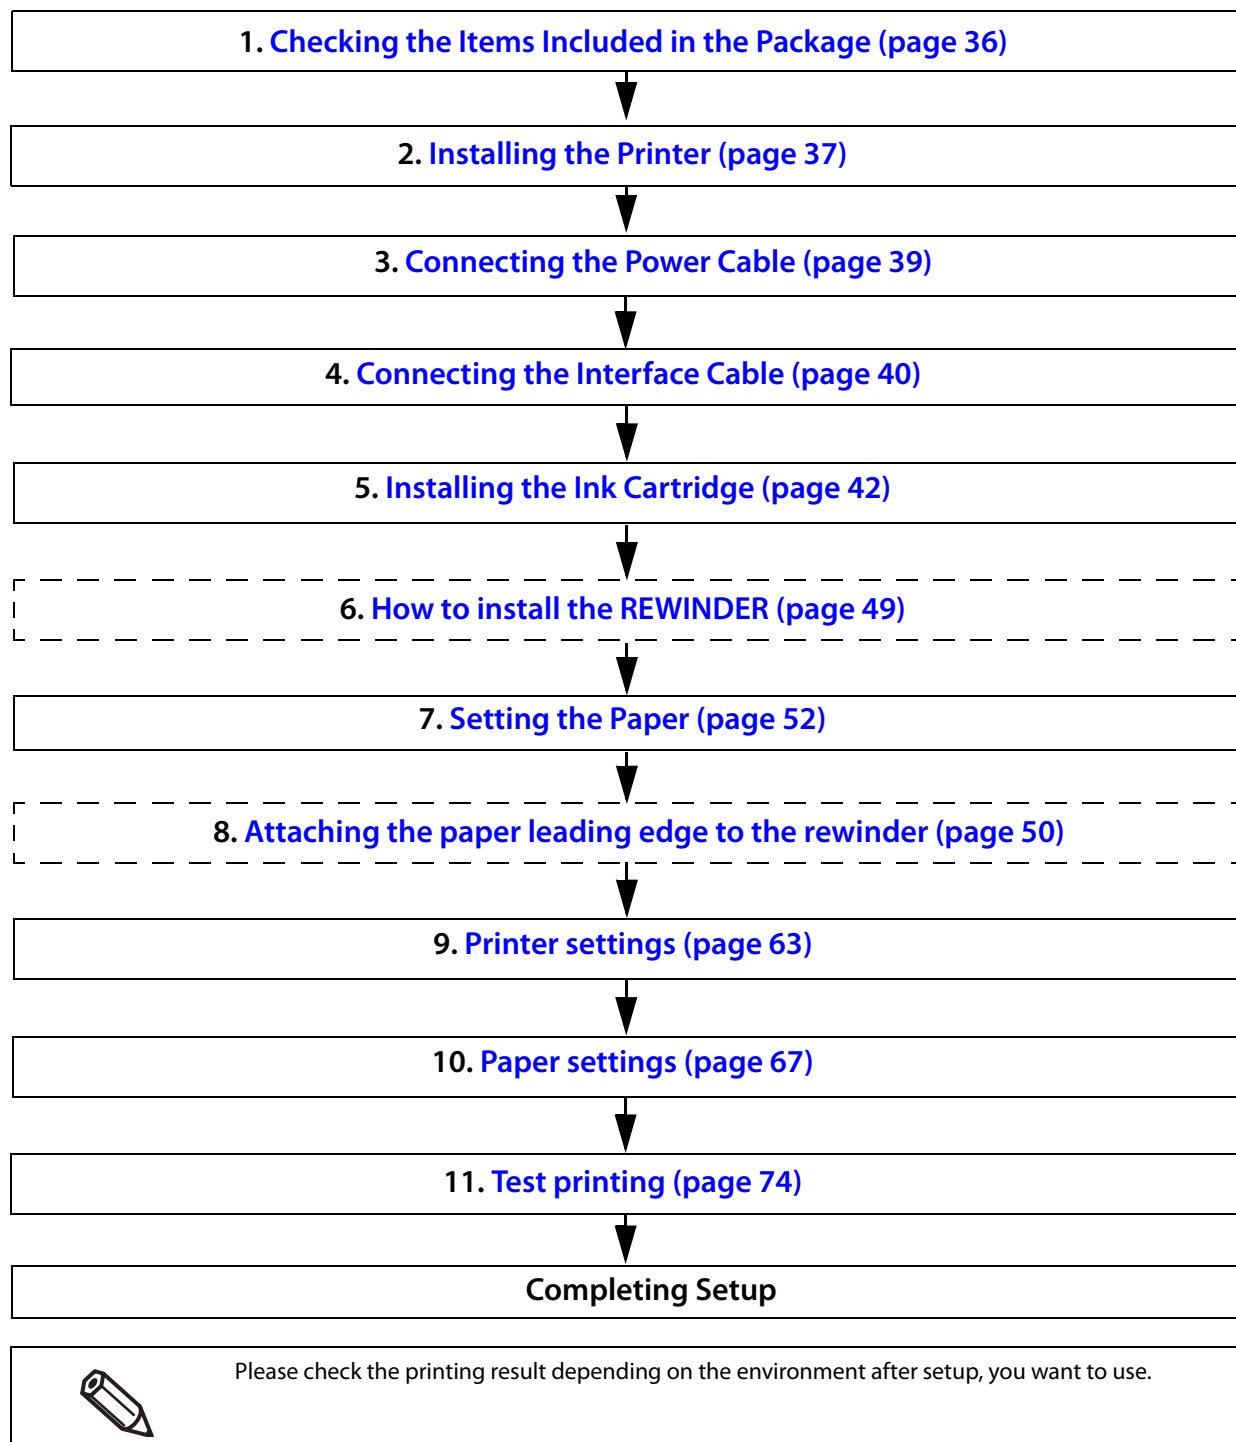 1. Checking the Items Included in the Package (page 36)
2. Installing the Printer (page 37)
3. Connecting the Power Cable (page 39)
4. Connecting the Interface Cable (page 40)
5. Installing the Ink Cartridge (page 42)
6. How to install the REWINDER (page 49)
7. Setting the Paper (page 52)
8. Attaching the paper leading edge to the rewinder (page 50)
9. Printer settings (page 63)
10. Paper settings (page 67)
11. Test printing (page 74)
Completing Setup
Please check the printing result depending on the environment after setup, you want to use.